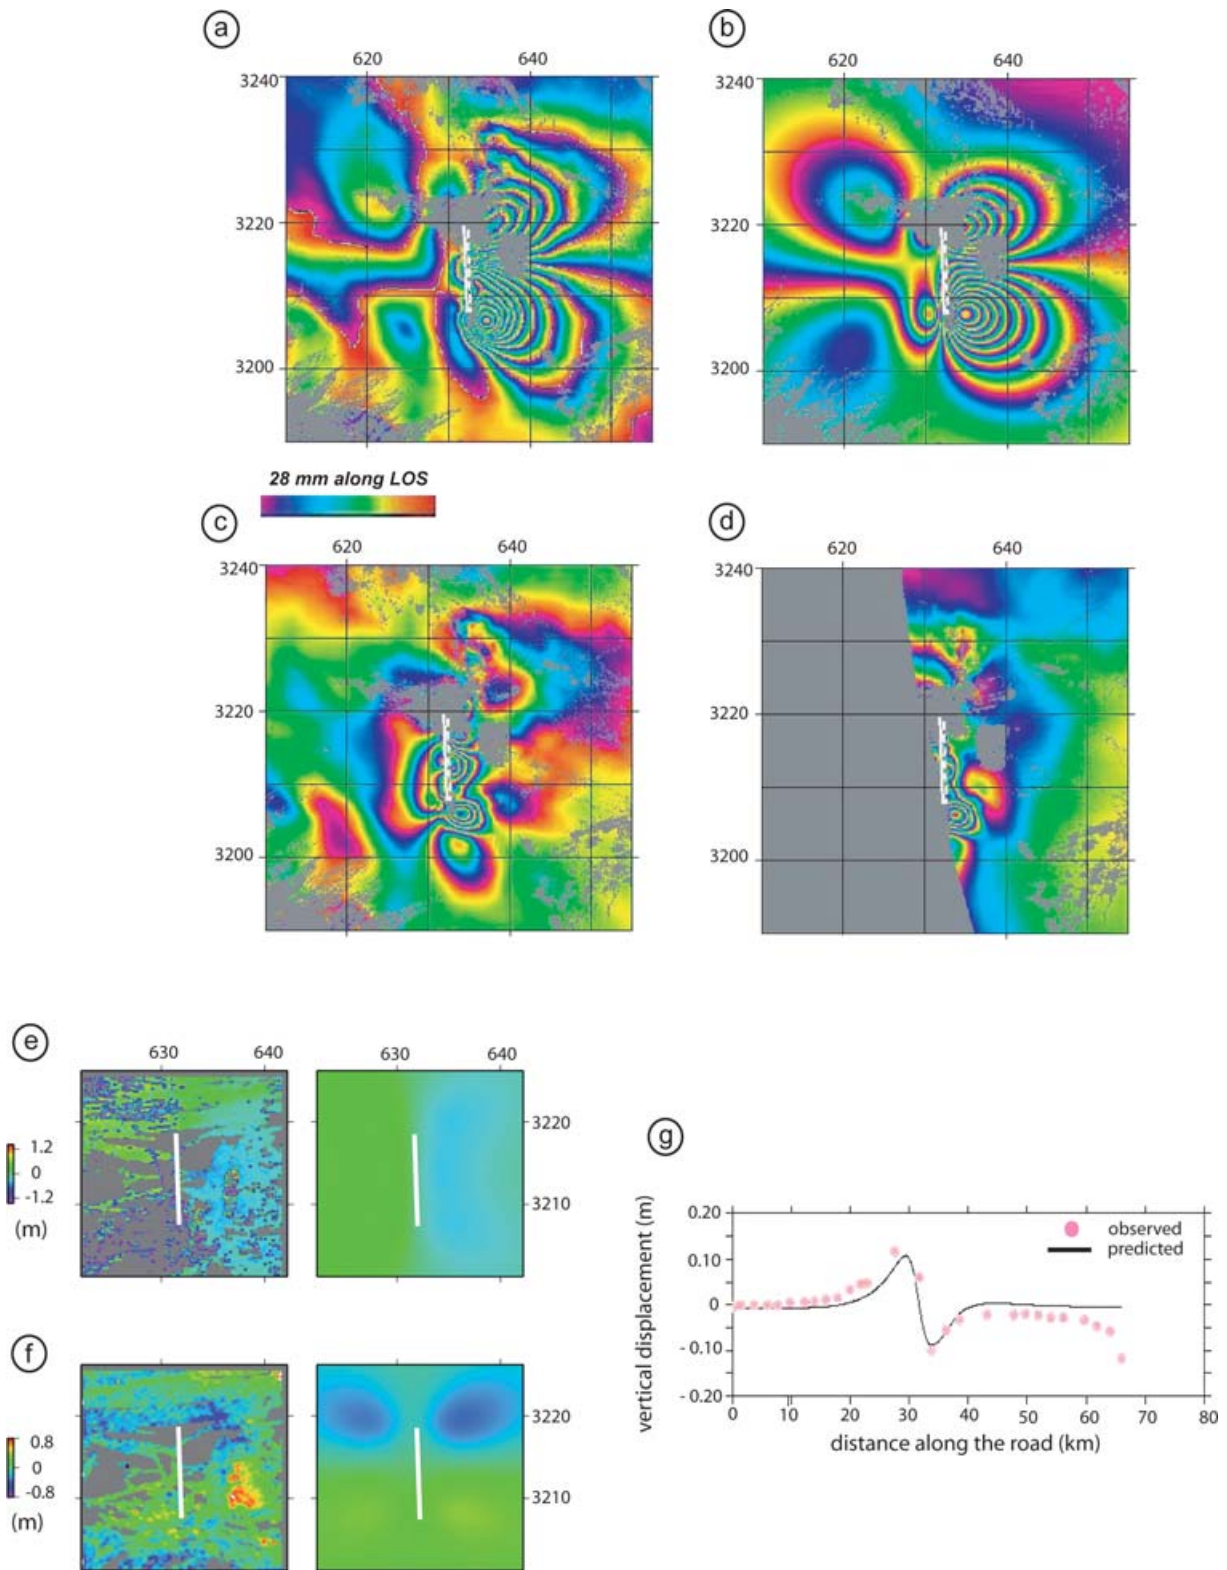 a
b
620 640
620 640
3240
3220
3200
3240
3220
3200
28 mm along LOS
c
d
620 640
620 640
3240
3220
3200
3240
3220
3200
e
630 640
630 640
1.2
0
-1.2
(m)
3220
3210
f
0.8
0
-0.8
(m)
3220
3210
g
vertical displacement (m)
0.20
0.10
0
- 0.10
- 0.20
observed
predicted
0 10 20 30 40 50 60 70 80
distance along the road (km)